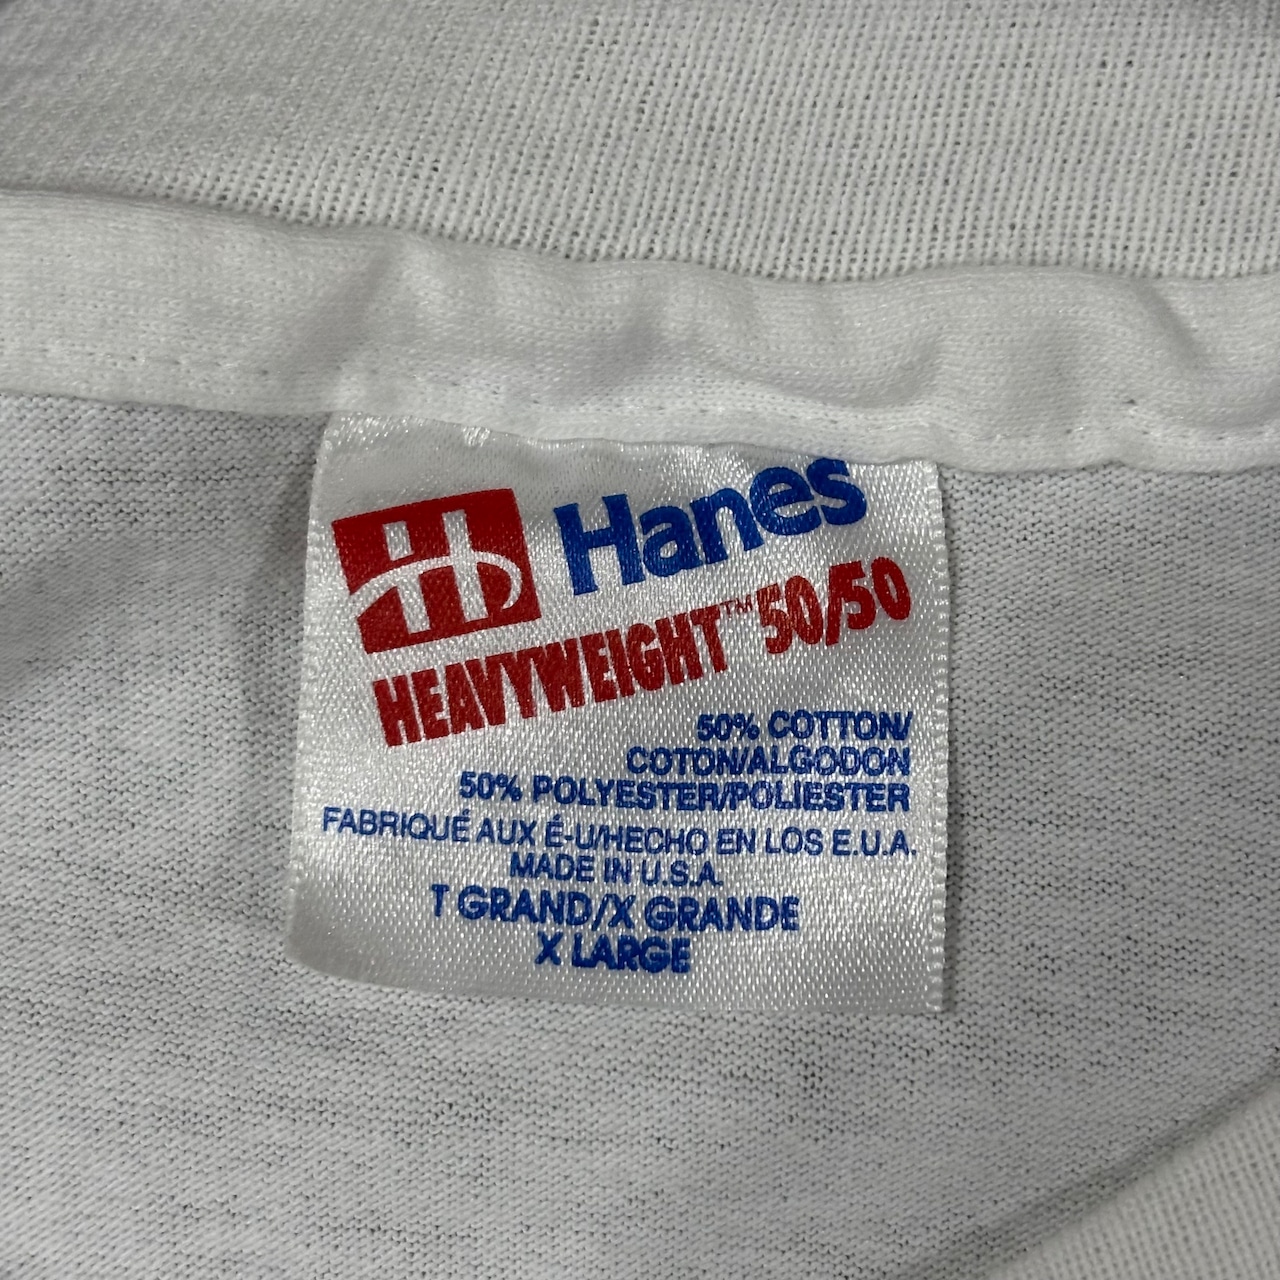 H Hanes
HEAVYWEIGHT™ 50/50
50% COTTON/
COTON/ALGODON
50% POLYESTER/POLIESTER
FABRIQUÉ AUX É-U/HECHO EN LOS E.U.A.
MADE IN U.S.A.
T GRAND/X GRANDE
X LARGE